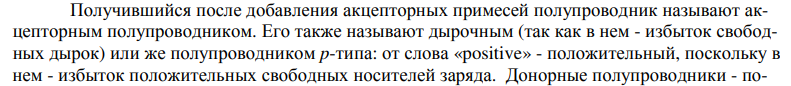 Получившийся после добавления акцепторных примесей полупроводник называют ак-
цепторным полупроводником. Его также называют дырочным (так как в нем - избыток свобод-
ных дырок) или же полупроводником p-типа: от слова «positive» - положительный, поскольку в
нем - избыток положительных свободных носителей заряда. Донорные полупроводники - по-